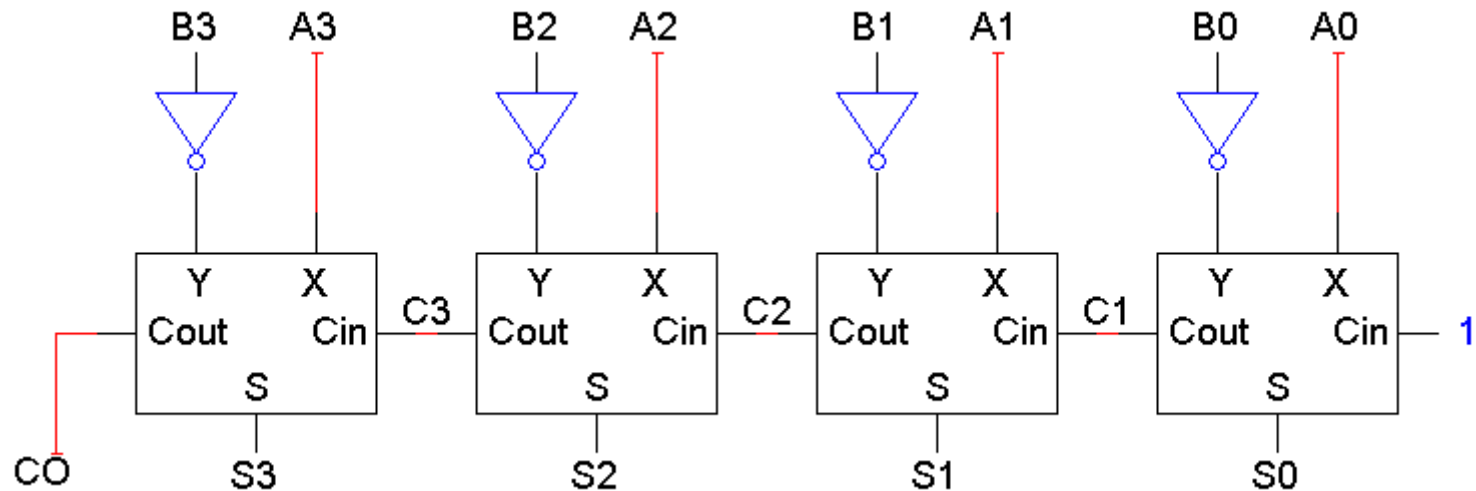 B3 A3 B2 A2 B1 A1 B0 A0
Y X Y X Y X Y X
C3 C2 C1
Cout Cin Cout Cin Cout Cin Cout Cin 1
S S S S
CO S3 S2 S1 S0